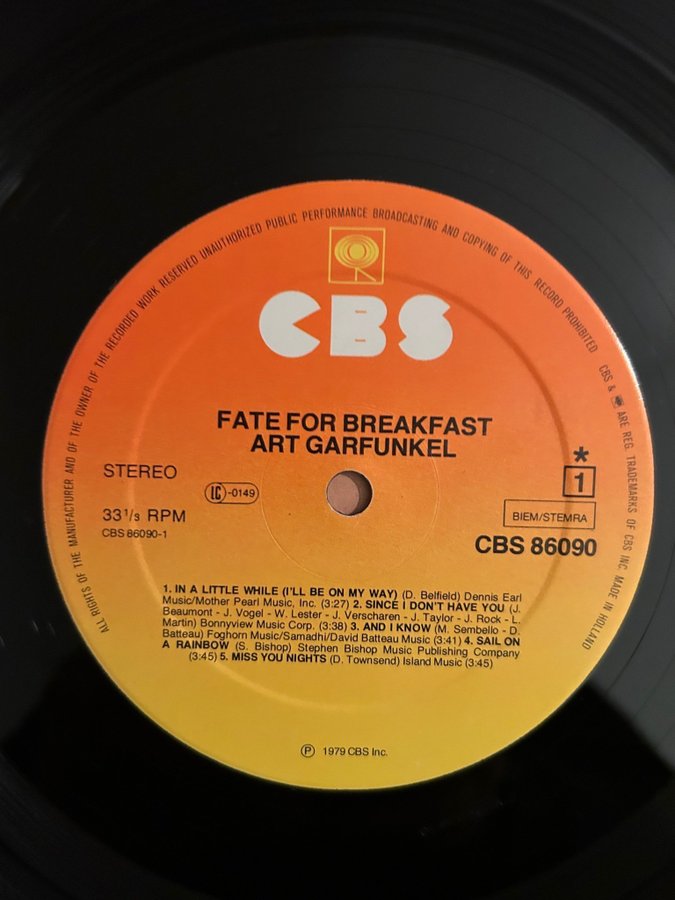 ALL RIGHTS OF THE MANUFACTURER AND OF THE OWNER OF THE RECORDED WORK RESERVED UNAUTHORIZED PUBLIC PERFORMANCE BROADCASTING AND COPYING OF THIS RECORD PROHIBITED
CBS & ARE REG. TRADEMARKS OF CBS INC. MADE IN HOLLAND
CBS
FATE FOR BREAKFAST
ART GARFUNKEL
STEREO
LC-0149
33 1/3 RPM
CBS 86090-1
*
1
BIEM/STEMRA
CBS 86090
1. IN A LITTLE WHILE (I'LL BE ON MY WAY) (D. Belfield) Dennis Earl
Music/Mother Pearl Music, Inc. (3:27) 2. SINCE I DON'T HAVE YOU (J.
Beaumont - J. Vogel - W. Lester - J. Verscharen - J. Taylor - J. Rock - L.
Martin) Bonnyview Music Corp. (3:38) 3. AND I KNOW (M. Sembello - D.
Batteau) Foghorn Music/Samadhi/David Batteau Music (3:41) 4. SAIL ON
A RAINBOW (S. Bishop) Stephen Bishop Music Publishing Company
(3:45) 5. MISS YOU NIGHTS (D. Townsend) Island Music (3:45)
℗ 1979 CBS Inc.